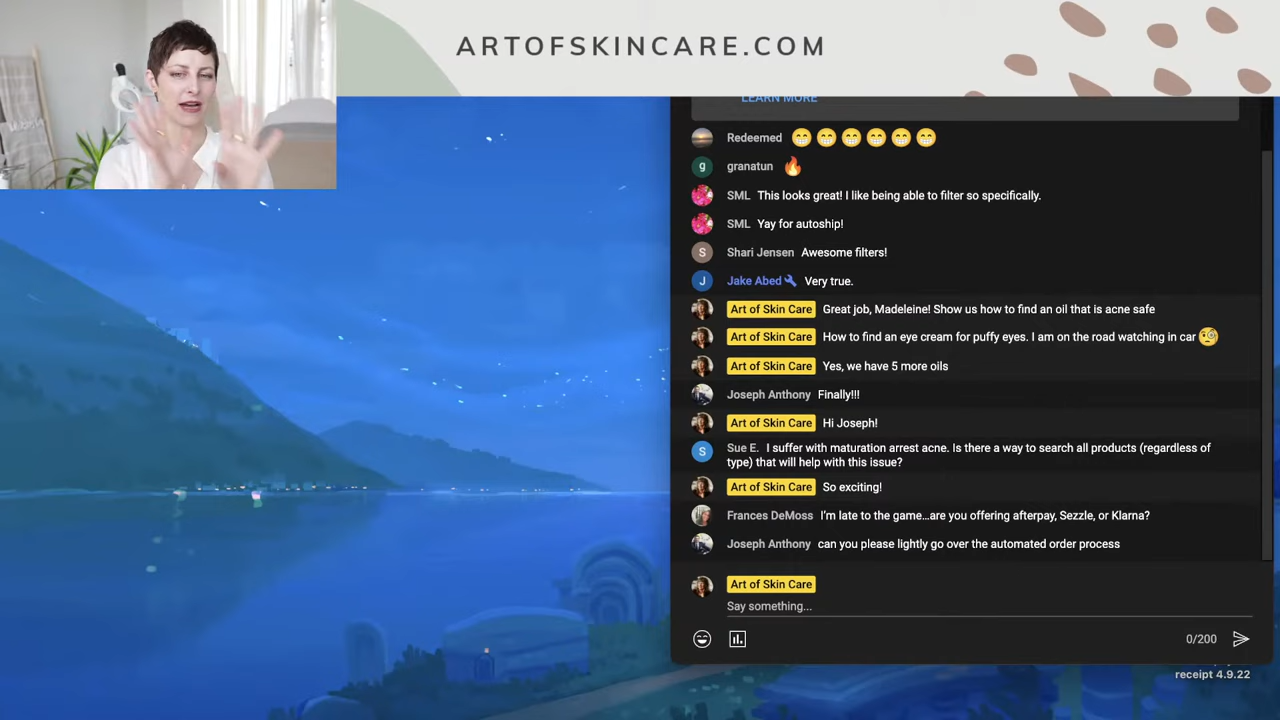 ARTOFSKINCARE.COM
LEARN MORE
Redeemed 😁😁😁😁😁😁
g granatun 🔥
SML This looks great! I like being able to filter so specifically.
SML Yay for autoship!
S Shari Jensen Awesome filters!
J Jake Abed Very true.
Art of Skin Care Great job, Madeleine! Show us how to find an oil that is acne safe
Art of Skin Care How to find an eye cream for puffy eyes. I am on the road watching in car 🧐
Art of Skin Care Yes, we have 5 more oils
Joseph Anthony Finally!!!
Art of Skin Care Hi Joseph!
S Sue E. I suffer with maturation arrest acne. Is there a way to search all products (regardless of
type) that will help with this issue?
Art of Skin Care So exciting!
Frances DeMoss I'm late to the game…are you offering afterpay, Sezzle, or Klarna?
Joseph Anthony can you please lightly go over the automated order process
Art of Skin Care
Say something...
0/200
receipt 4.9.22